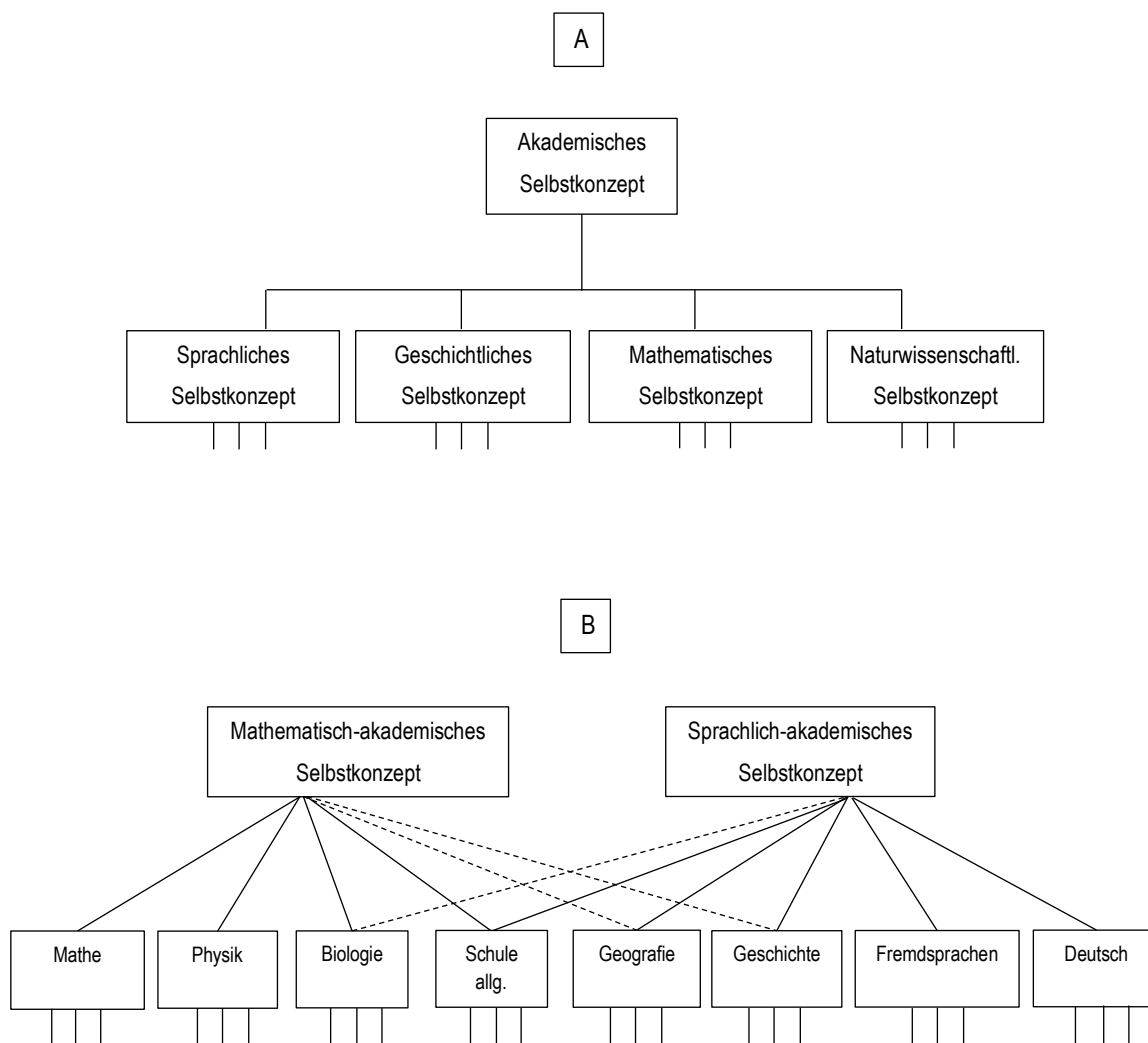 A
Akademisches
Selbstkonzept
Sprachliches
Selbstkonzept
Geschichtliches
Selbstkonzept
Mathematisches
Selbstkonzept
Naturwissenschaftl.
Selbstkonzept
B
Mathematisch-akademisches
Selbstkonzept
Sprachlich-akademisches
Selbstkonzept
Mathe
Physik
Biologie
Schule
allg.
Geografie
Geschichte
Fremdsprachen
Deutsch